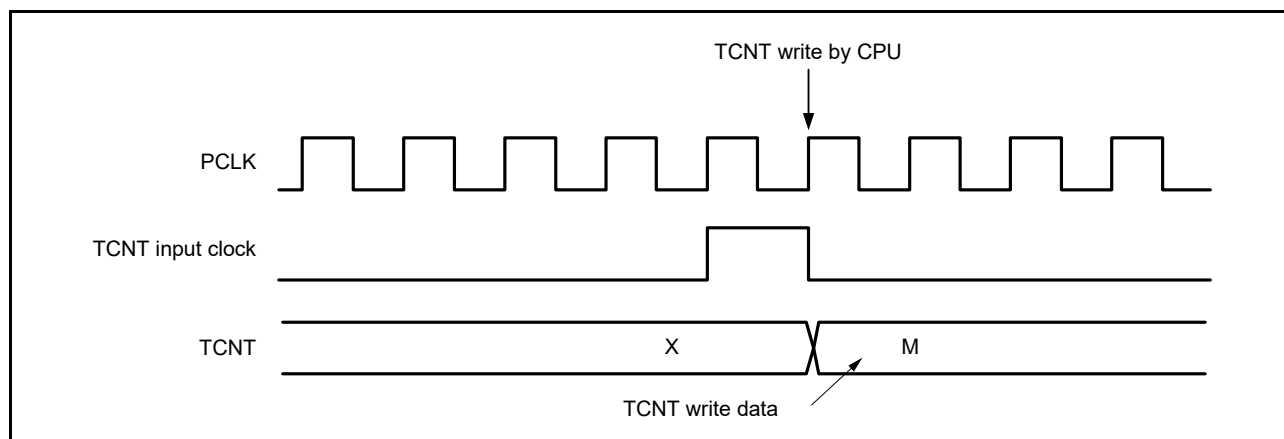 TCNT write by CPU
PCLK
TCNT input clock
TCNT
X
M
TCNT write data